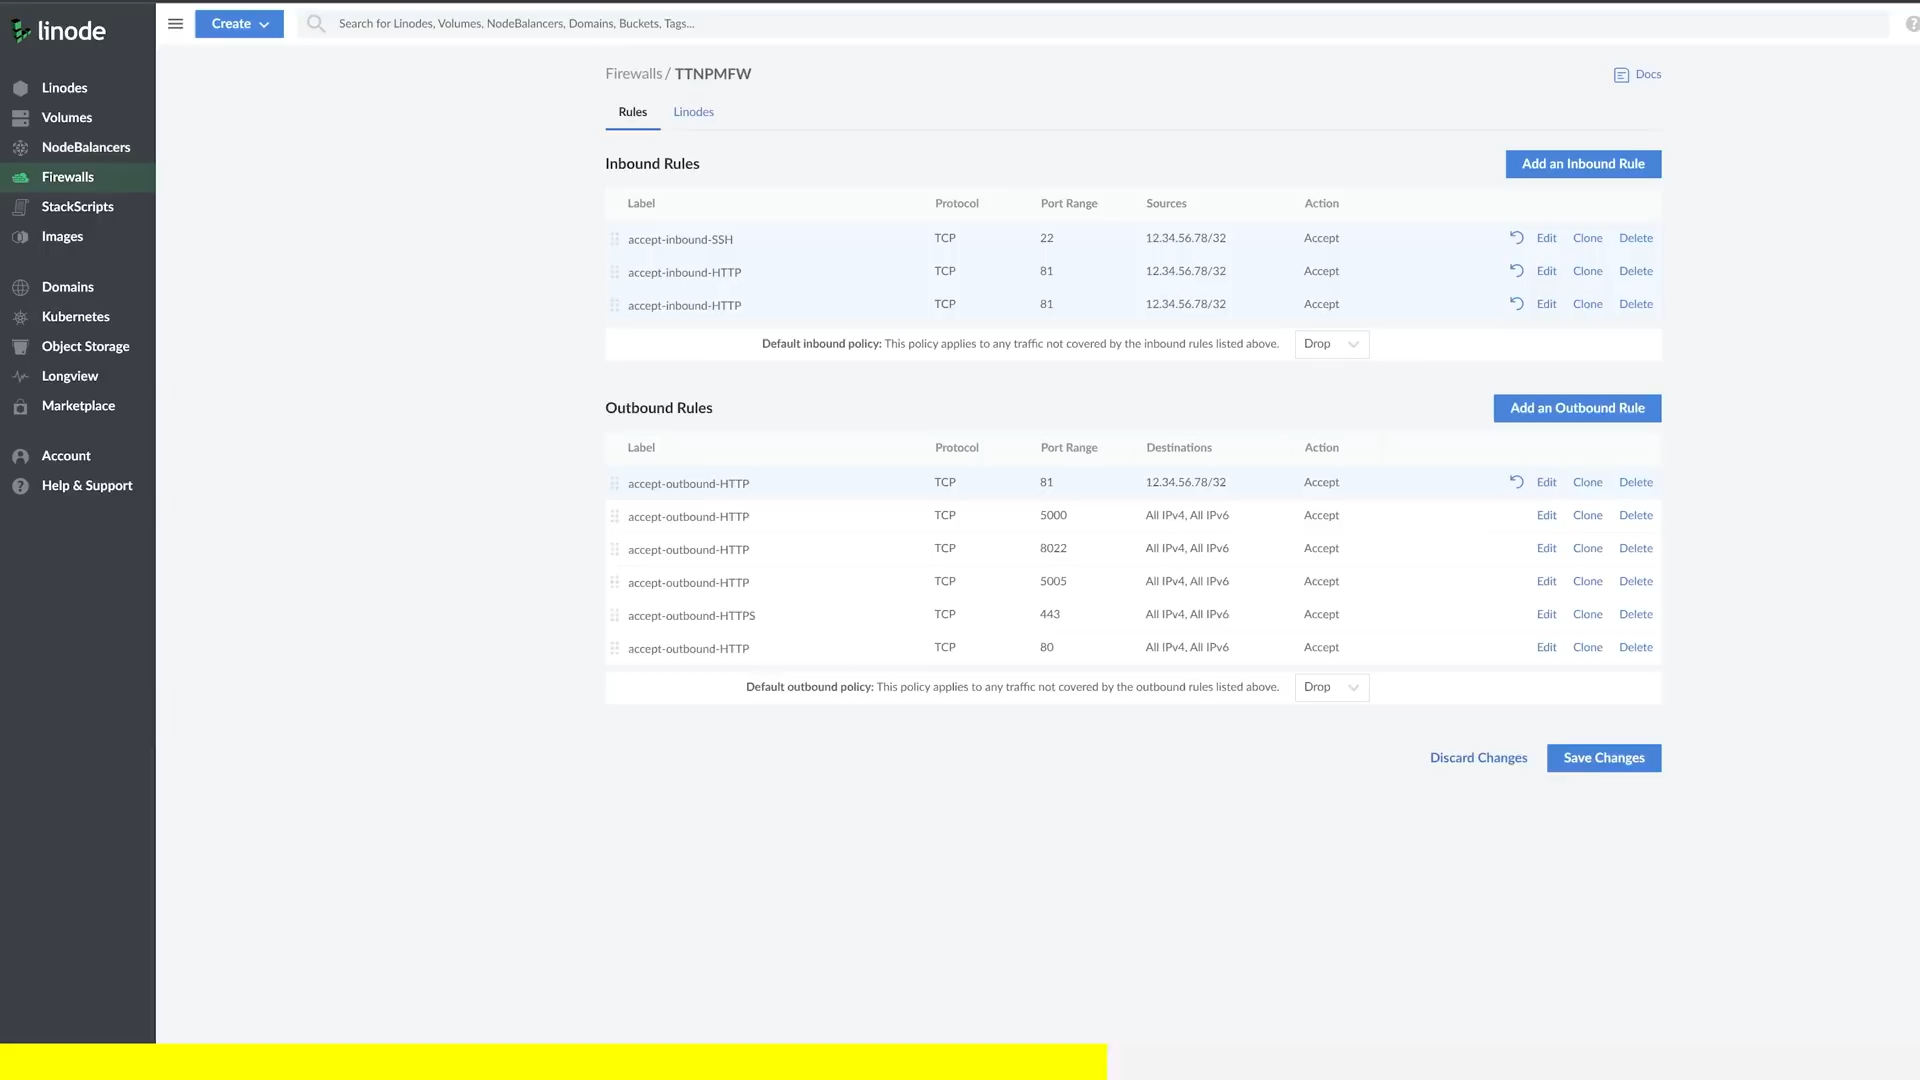 linode
Create
Search for Linodes, Volumes, NodeBalancers, Domains, Buckets, Tags...
?
Linodes
Volumes
NodeBalancers
Firewalls
StackScripts
Images
Domains
Kubernetes
Object Storage
Longview
Marketplace
Account
? Help & Support
Firewalls / TTNPMFW
Docs
Rules Linodes
Inbound Rules
Add an Inbound Rule
Label Protocol Port Range Sources Action
accept-inbound-SSH TCP 22 12.34.56.78/32 Accept Edit Clone Delete
accept-inbound-HTTP TCP 81 12.34.56.78/32 Accept Edit Clone Delete
accept-inbound-HTTP TCP 81 12.34.56.78/32 Accept Edit Clone Delete
Default inbound policy: This policy applies to any traffic not covered by the inbound rules listed above. Drop
Outbound Rules
Add an Outbound Rule
Label Protocol Port Range Destinations Action
accept-outbound-HTTP TCP 81 12.34.56.78/32 Accept Edit Clone Delete
accept-outbound-HTTP TCP 5000 All IPv4, All IPv6 Accept Edit Clone Delete
accept-outbound-HTTP TCP 8022 All IPv4, All IPv6 Accept Edit Clone Delete
accept-outbound-HTTP TCP 5005 All IPv4, All IPv6 Accept Edit Clone Delete
accept-outbound-HTTPS TCP 443 All IPv4, All IPv6 Accept Edit Clone Delete
accept-outbound-HTTP TCP 80 All IPv4, All IPv6 Accept Edit Clone Delete
Default outbound policy: This policy applies to any traffic not covered by the outbound rules listed above. Drop
Discard Changes Save Changes